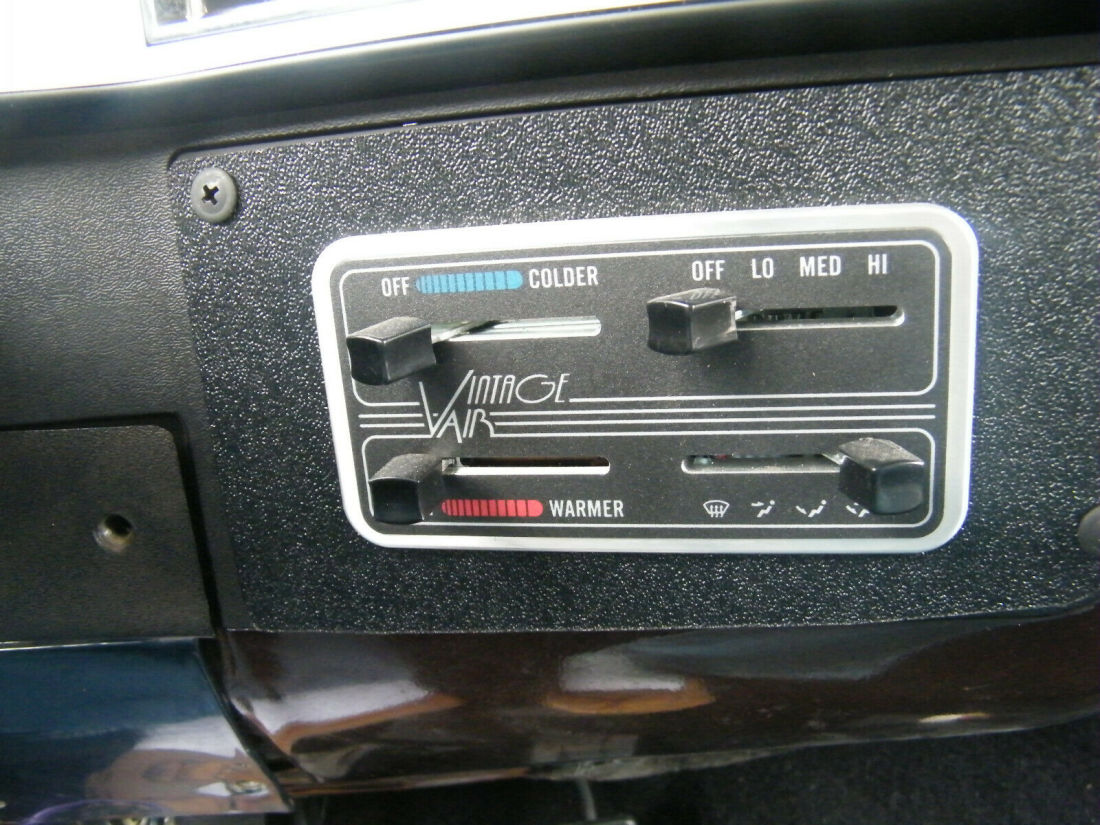 OFF COLDER
OFF LO MED HI
VINTAGE
AIR
WARMER